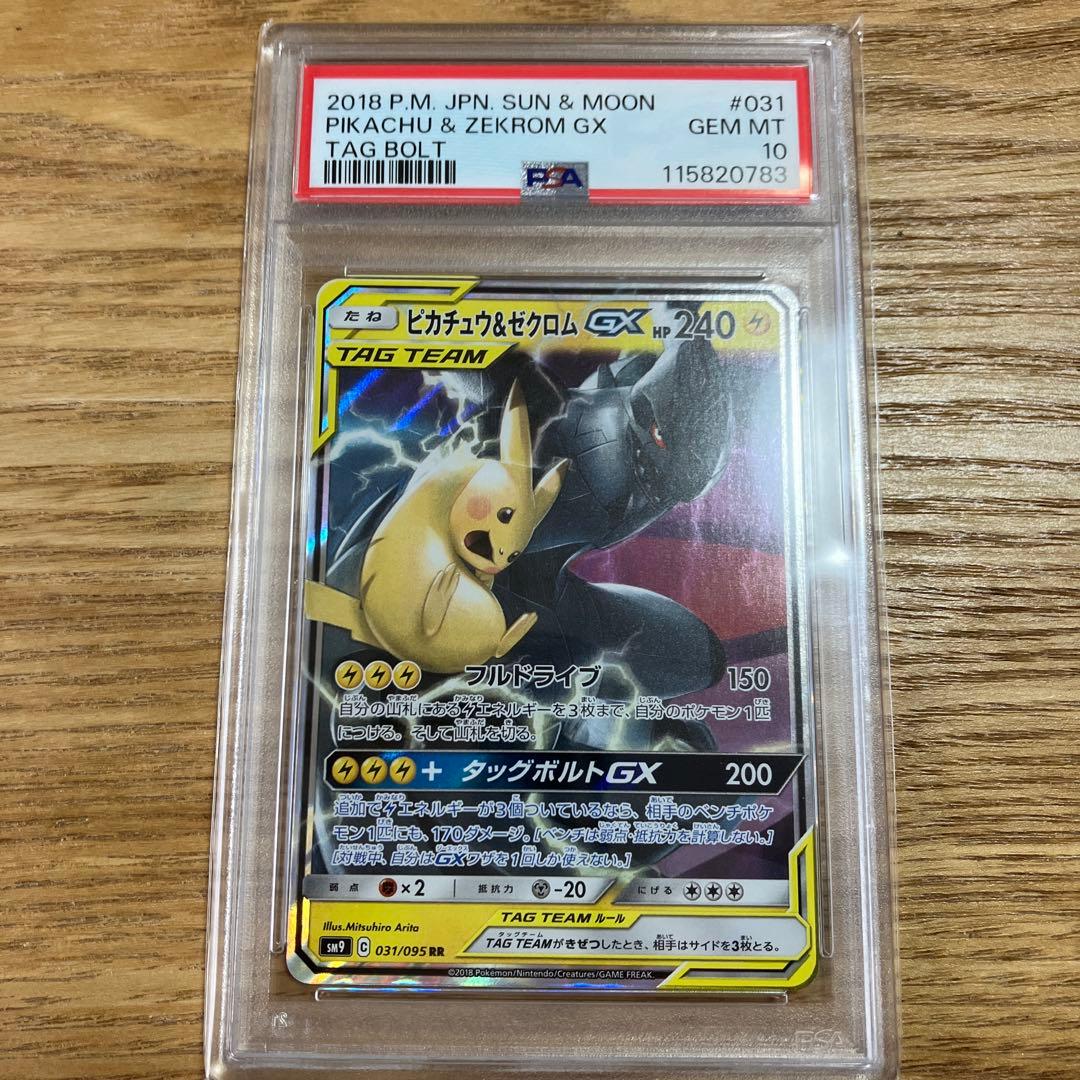 2018 P.M. JPN. SUN & MOON #031
PIKACHU & ZEKROM GX GEM MT
TAG BOLT 10
PSA 115820783
たね ピカチュウ&ゼクロム GX HP 240
TAG TEAM
フルドライブ 150
自分の山札にあるエネルギーを3枚まで、自分のポケモン1匹
につける。そして山札を切る。
+ タッグボルトGX 200
追加でエネルギーが3個ついているなら、相手のベンチポケ
モン1匹にも、170ダメージ。[ベンチは弱点・抵抗力を計算しない。]
[対戦中、自分はGXワザを1回しか使えない。]
弱点 ×2 抵抗力 -20 にげる
TAG TEAM ルール
Illus.Mitsuhiro Arita
TAG TEAMがきぜつしたとき、相手はサイドを3枚とる。
SM9 C 031/095 RR
©2018 Pokémon/Nintendo/Creatures/GAME FREAK.
PSA